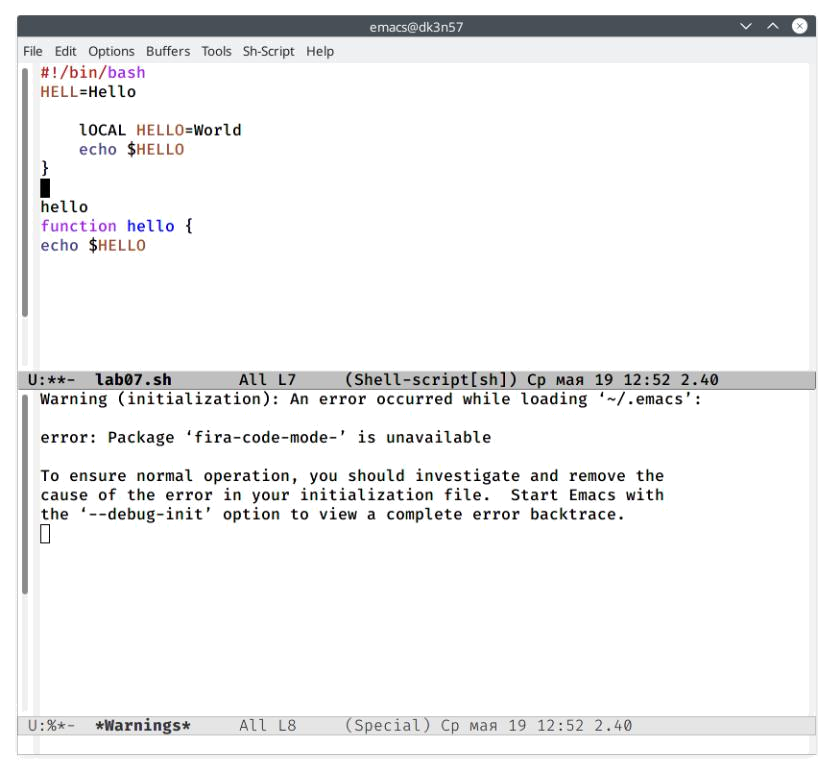 emacs@dk3n57
File Edit Options Buffers Tools Sh-Script Help
#!/bin/bash
HELL=Hello
lOCAL HELLO=World
echo $HELLO
}
hello
function hello {
echo $HELLO
U:**- lab07.sh All L7 (Shell-script[sh]) Ср мая 19 12:52 2.40
Warning (initialization): An error occurred while loading ‘~/.emacs’:
error: Package ‘fira-code-mode-’ is unavailable
To ensure normal operation, you should investigate and remove the
cause of the error in your initialization file. Start Emacs with
the ‘--debug-init’ option to view a complete error backtrace.
U:%*- *Warnings* All L8 (Special) Ср мая 19 12:52 2.40